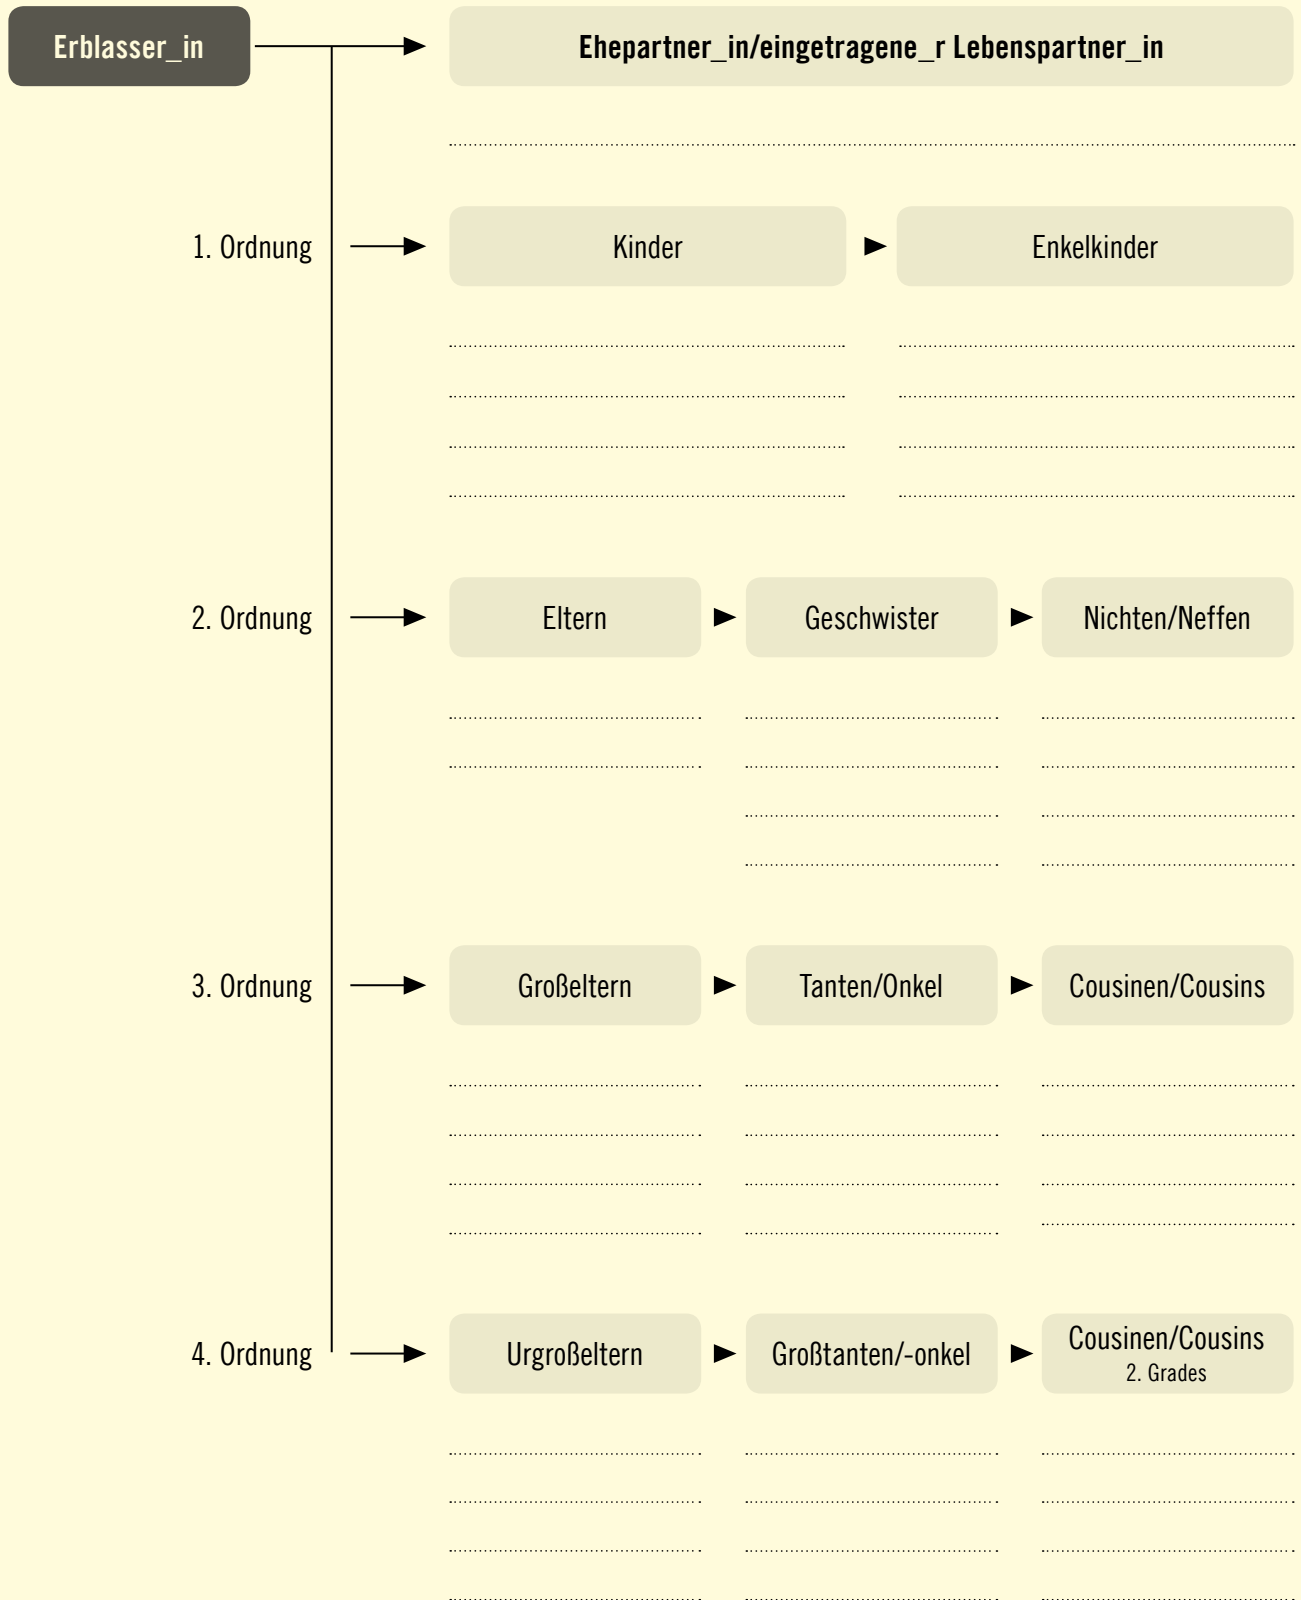 Erblasser_in
Ehepartner_in/eingetragene_r Lebenspartner_in
1. Ordnung
Kinder
Enkelkinder
2. Ordnung
Eltern
Geschwister
Nichten/Neffen
3. Ordnung
Großeltern
Tanten/Onkel
Cousinen/Cousins
4. Ordnung
Urgroßeltern
Großtanten/-onkel
Cousinen/Cousins
2. Grades